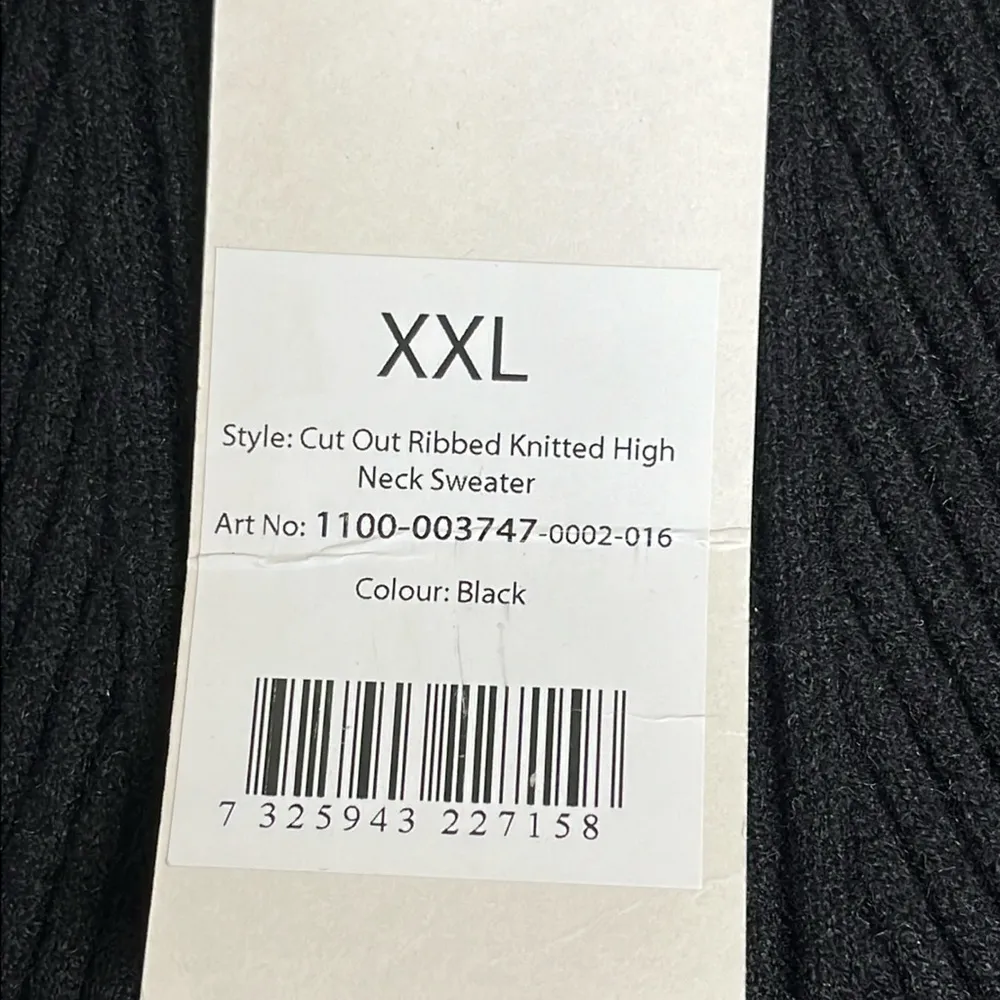 XXL
Style: Cut Out Ribbed Knitted High
Neck Sweater
Art No: 1100-003747-0002-016
Colour: Black
7 325943 227158